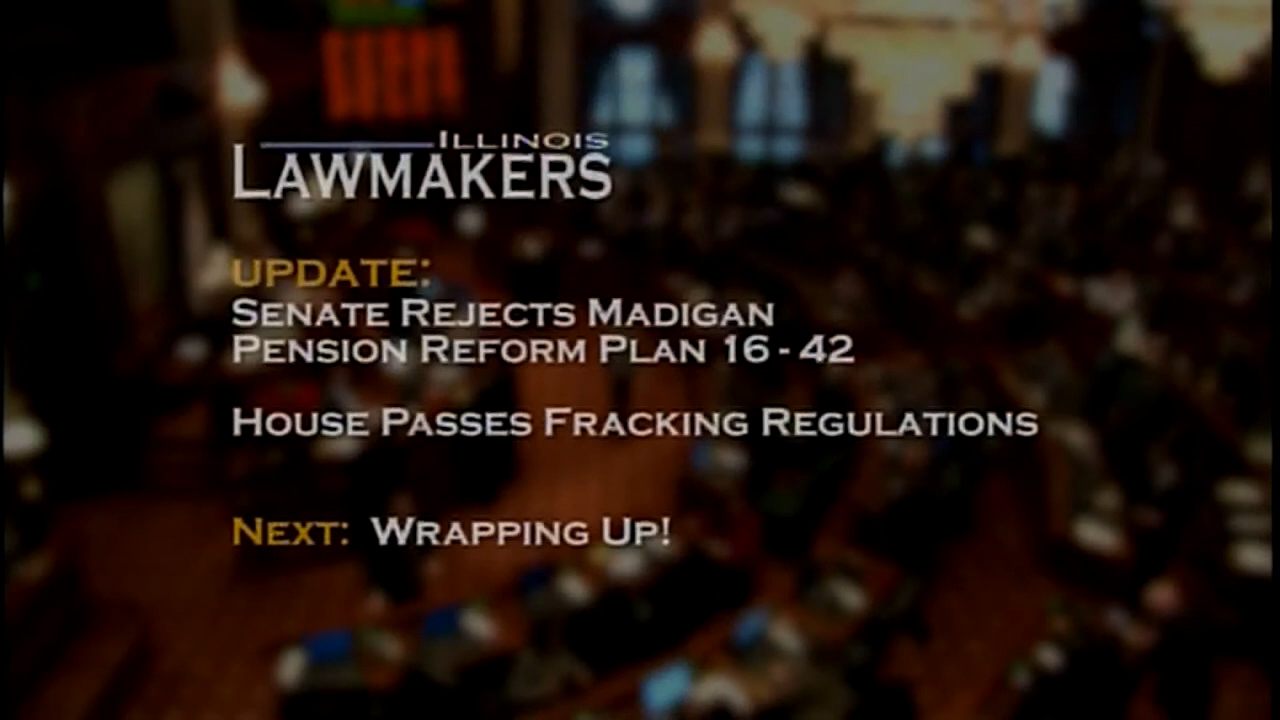 ILLINOIS
LAWMAKERS
UPDATE:
SENATE REJECTS MADIGAN
PENSION REFORM PLAN 16 - 42
HOUSE PASSES FRACKING REGULATIONS
NEXT: WRAPPING UP!